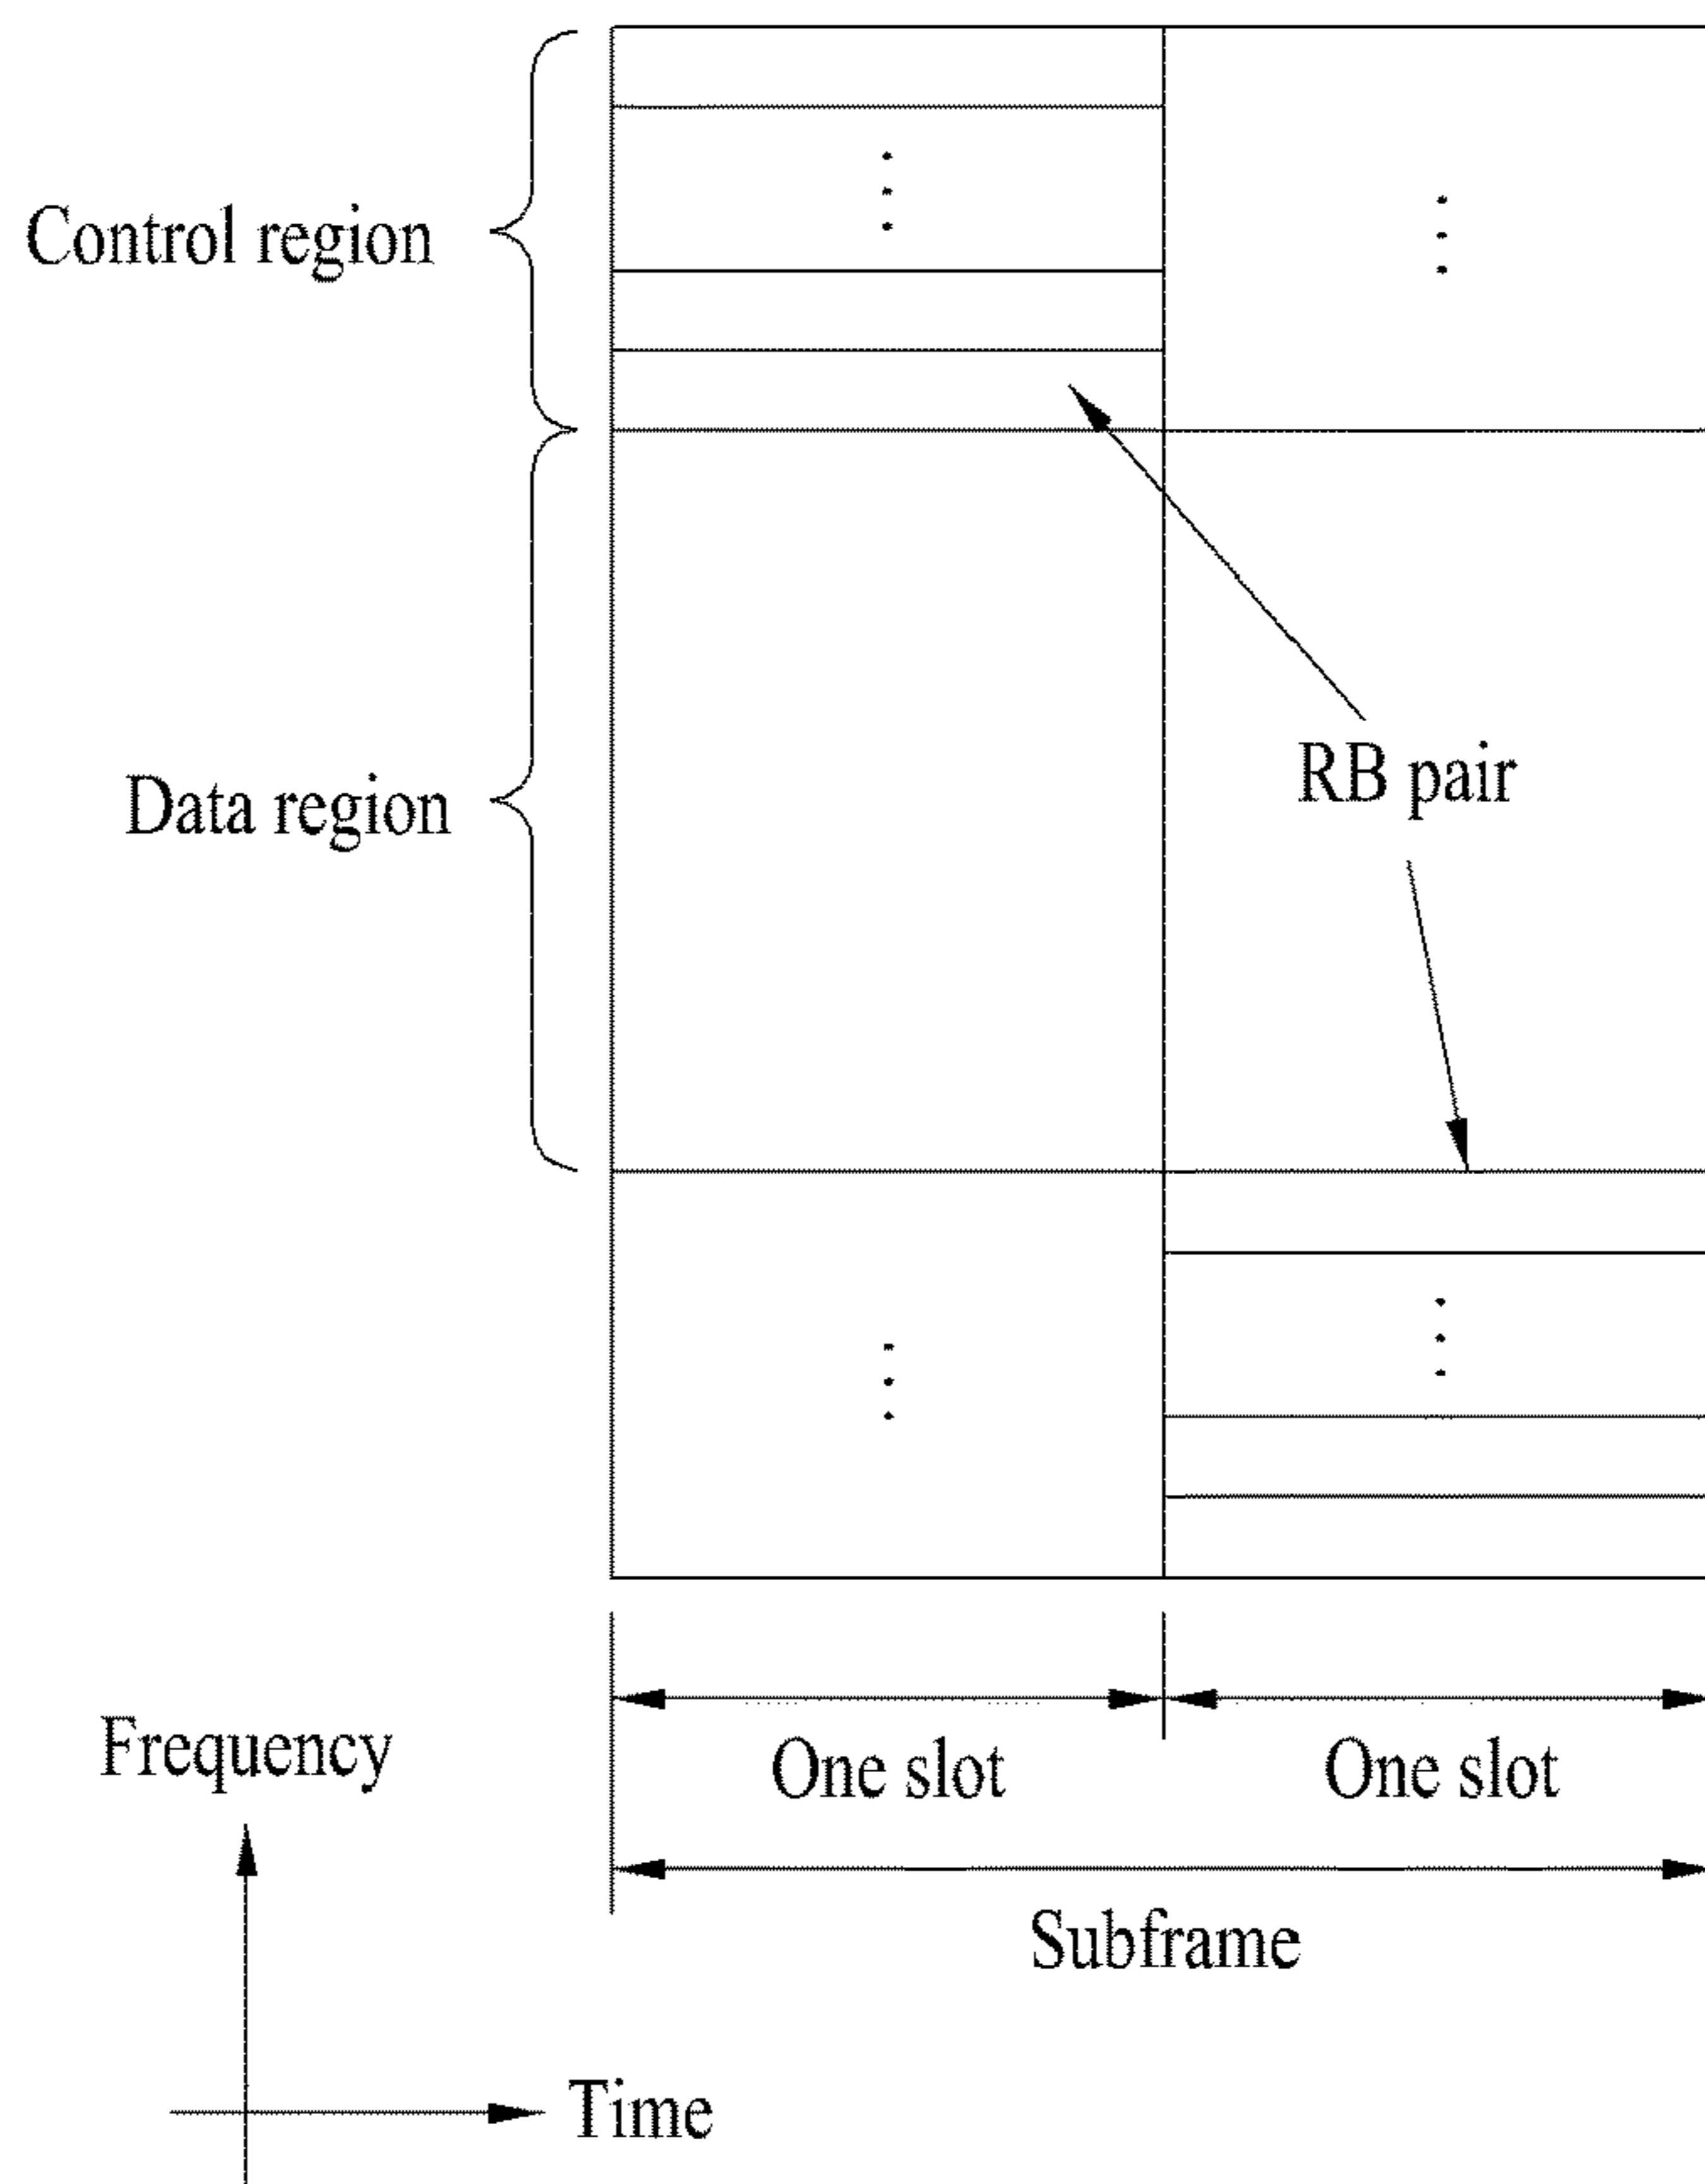 Control region
RB pair
Data region
One slot
One slot
Frequency
Subframe
Time